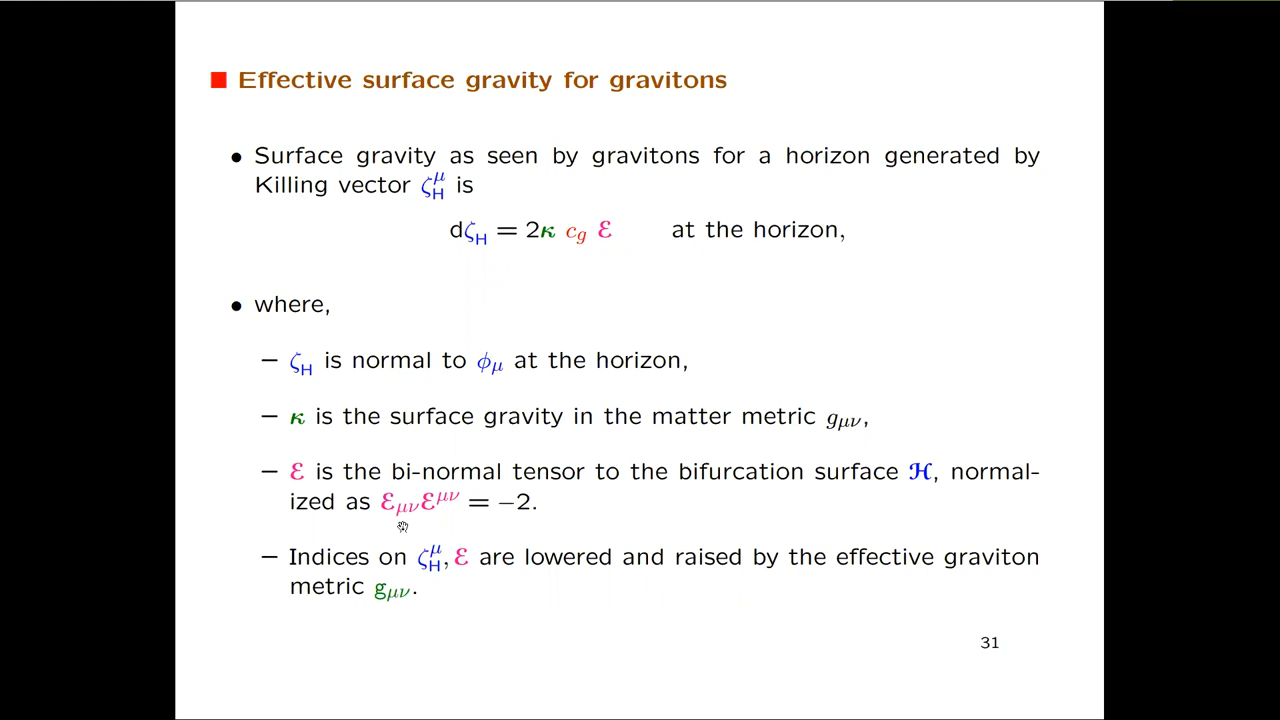 ■ Effective surface gravity for gravitons
• Surface gravity as seen by gravitons for a horizon generated by
Killing vector ζ_H^μ is
dζ_H = 2κ c_g ℰ at the horizon,
• where,
– ζ_H is normal to ϕ_μ at the horizon,
– κ is the surface gravity in the matter metric g_μν,
– ℰ is the bi-normal tensor to the bifurcation surface ℋ, normal-
ized as ℰ_μν ℰ^μν = −2.
– Indices on ζ_H^μ, ℰ are lowered and raised by the effective graviton
metric g_μν.
31